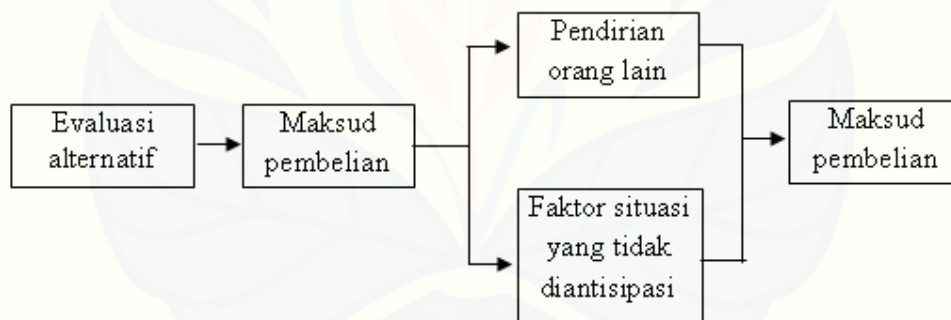 Evaluasi
alternatif
Maksud
pembelian
Pendirian
orang lain
Faktor situasi
yang tidak
diantisipasi
Maksud
pembelian